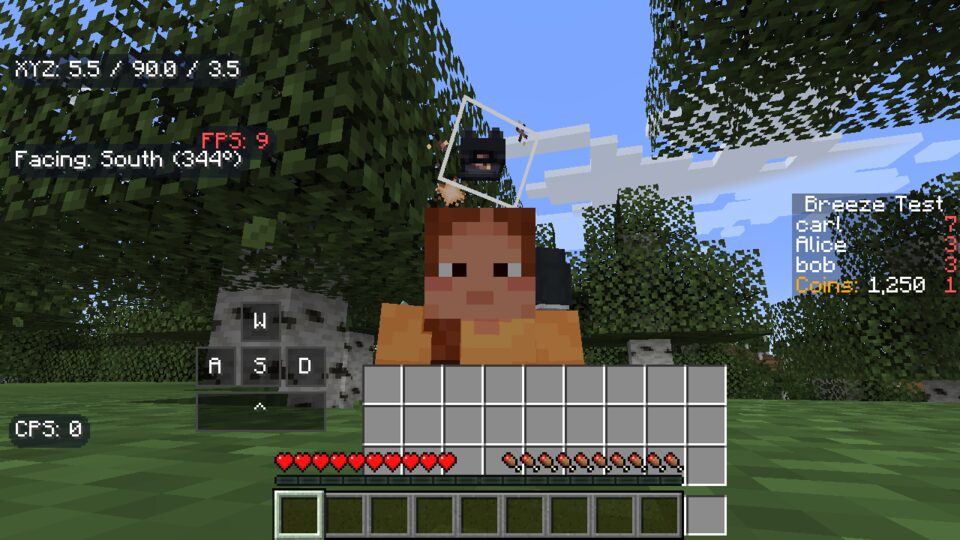 XYZ: 5.5 / 90.0 / 3.5
FPS: 9
Facing: South (344°)
Breeze Test
carl 7
Alice 3
bob 3
Coins: 1,250 1
W
A S D
^
CPS: 0